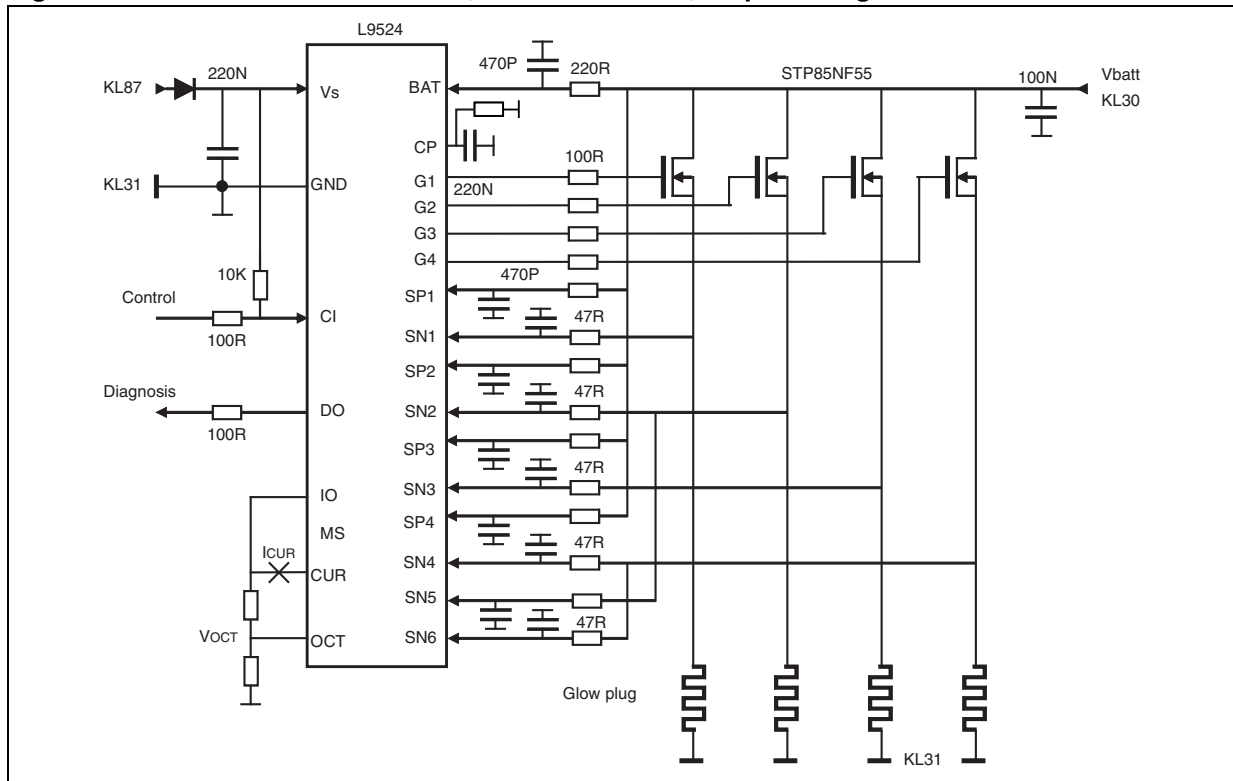 L9524
KL87
220N
Vs
KL31
GND
10K
Control
CI
100R
Diagnosis
DO
100R
IO
MS
ICUR
CUR
VOCT
OCT
BAT
CP
G1
G2
G3
G4
SP1
SN1
SP2
SN2
SP3
SN3
SP4
SN4
SN5
SN6
470P
220R
STP85NF55
100N
Vbatt
KL30
100R
220N
470P
47R
47R
47R
47R
47R
Glow plug
KL31